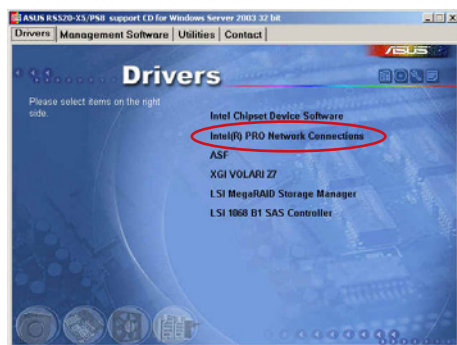 ASUS RS520-X5/PS8 support CD for Windows Server 2003 32 bit
Drivers Management Software Utilities Contact
ASUS
Drivers
Please select items on the right
side.
Intel Chipset Device Software
Intel(R) PRO Network Connections
ASF
XGI VOLARI Z7
LSI MegaRAID Storage Manager
LSI 1068 B1 SAS Controller